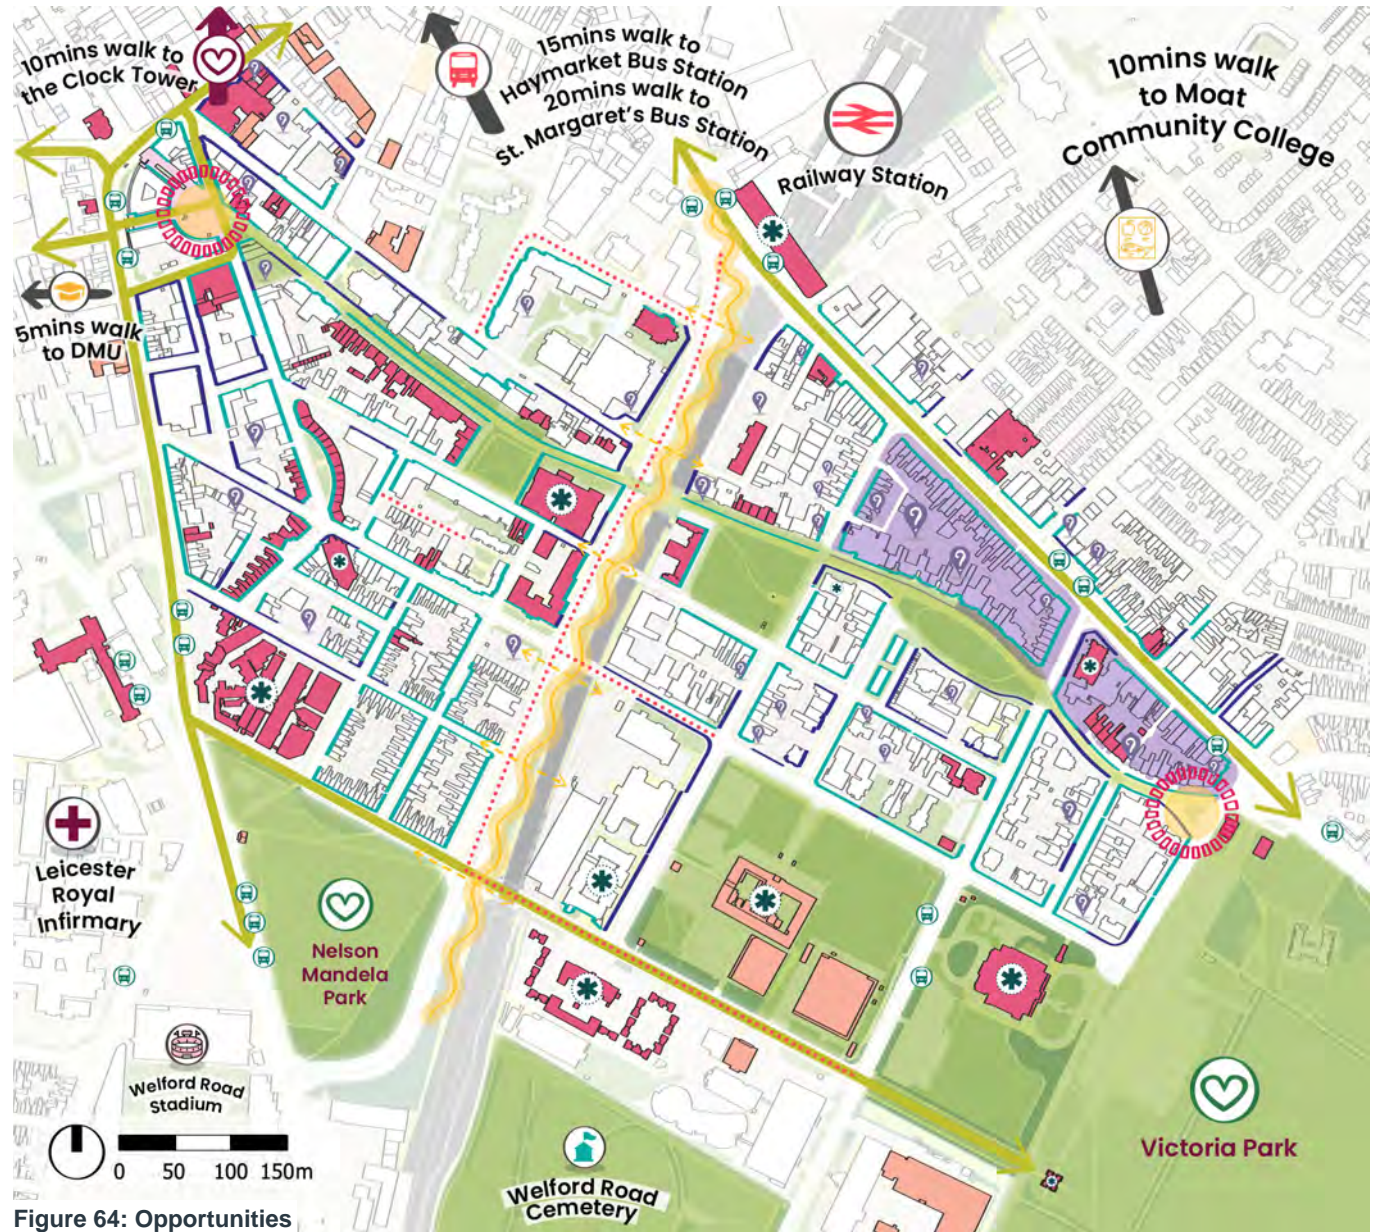 10mins walk to
the Clock Tower
15mins walk to
Haymarket Bus Station
20mins walk to
St. Margaret's Bus Station
Railway Station
10mins walk
to Moat
Community College
5mins walk
to DMU
Leicester
Royal
Infirmary
Nelson
Mandela
Park
Welford Road
Stadium
0 50 100 150m
Welford Road
Cemetery
Victoria Park
Figure 64: Opportunities